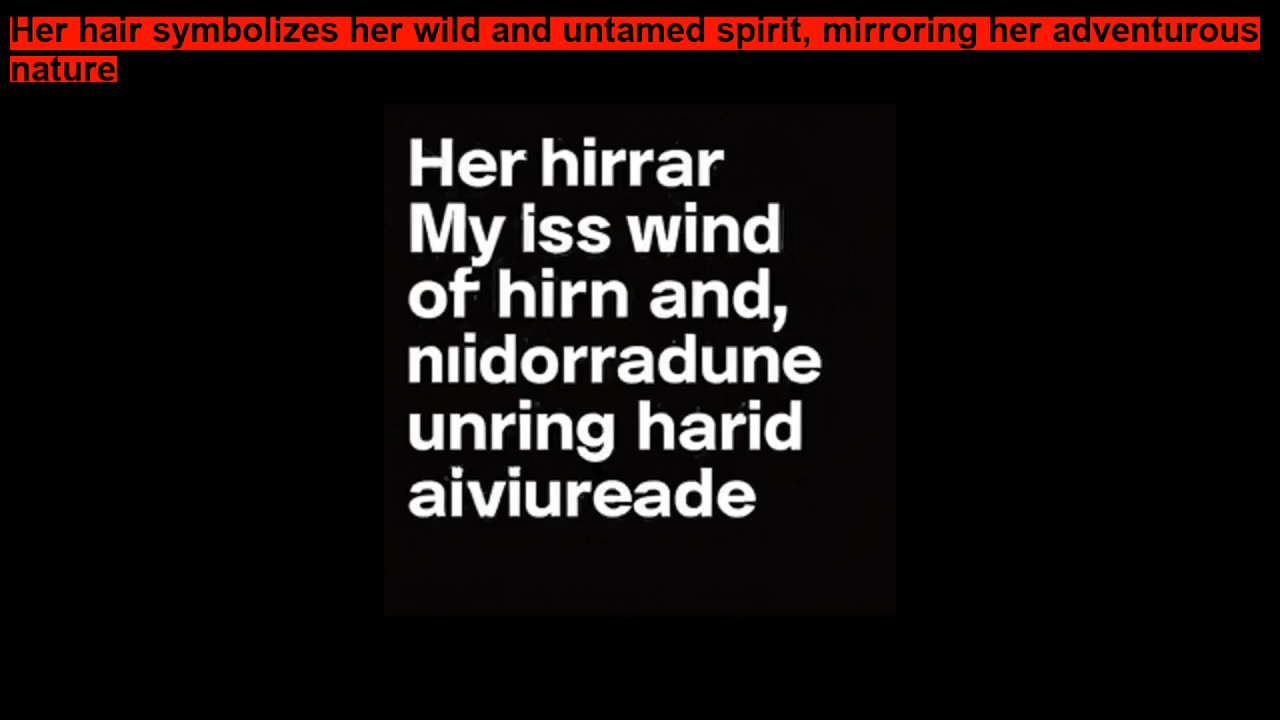 Her hair symbolizes her wild and untamed spirit, mirroring her adventurous
nature
Her hirrar
My iss wind
of hirn and,
niidorradune
unring harid
aiviureade